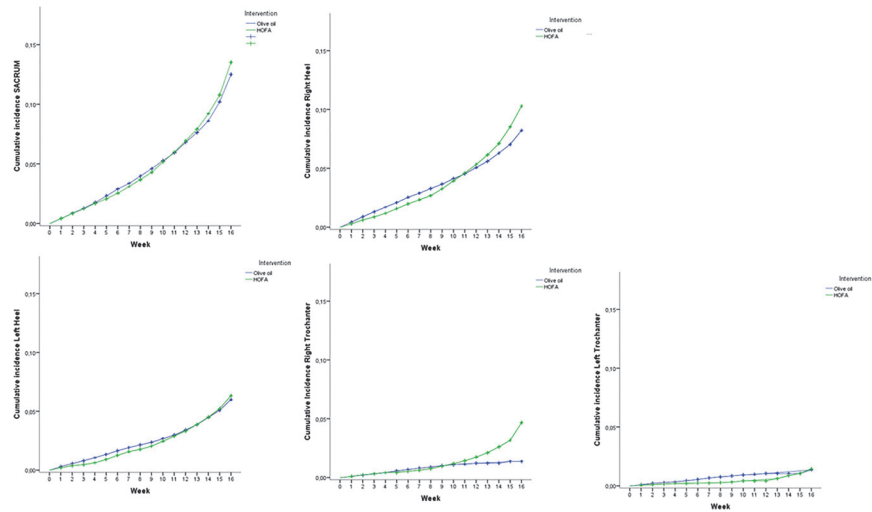 Intervention
Olive oil
HOFA
Cumulative incidence SACRUM
0,15
0,10
0,05
0,00
0 1 2 3 4 5 6 7 8 9 10 11 12 13 14 15 16
Week
Intervention
Olive oil
HOFA
Cumulative incidence Right Heel
0,15
0,10
0,05
0,00
0 1 2 3 4 5 6 7 8 9 10 11 12 13 14 15 16
Week
Intervention
Olive oil
HOFA
Cumulative incidence Left Heel
0,15
0,10
0,05
0,00
0 1 2 3 4 5 6 7 8 9 10 11 12 13 14 15 16
Week
Intervention
Olive oil
HOFA
Cumulative Incidence Right Trochanter
0,15
0,10
0,05
0,00
0 1 2 3 4 5 6 7 8 9 10 11 12 13 14 15 16
Week
Intervention
Olive oil
HOFA
Cumulative incidence Left Trochanter
0,15
0,10
0,05
0,00
0 1 2 3 4 5 6 7 8 9 10 11 12 13 14 15 16
Week